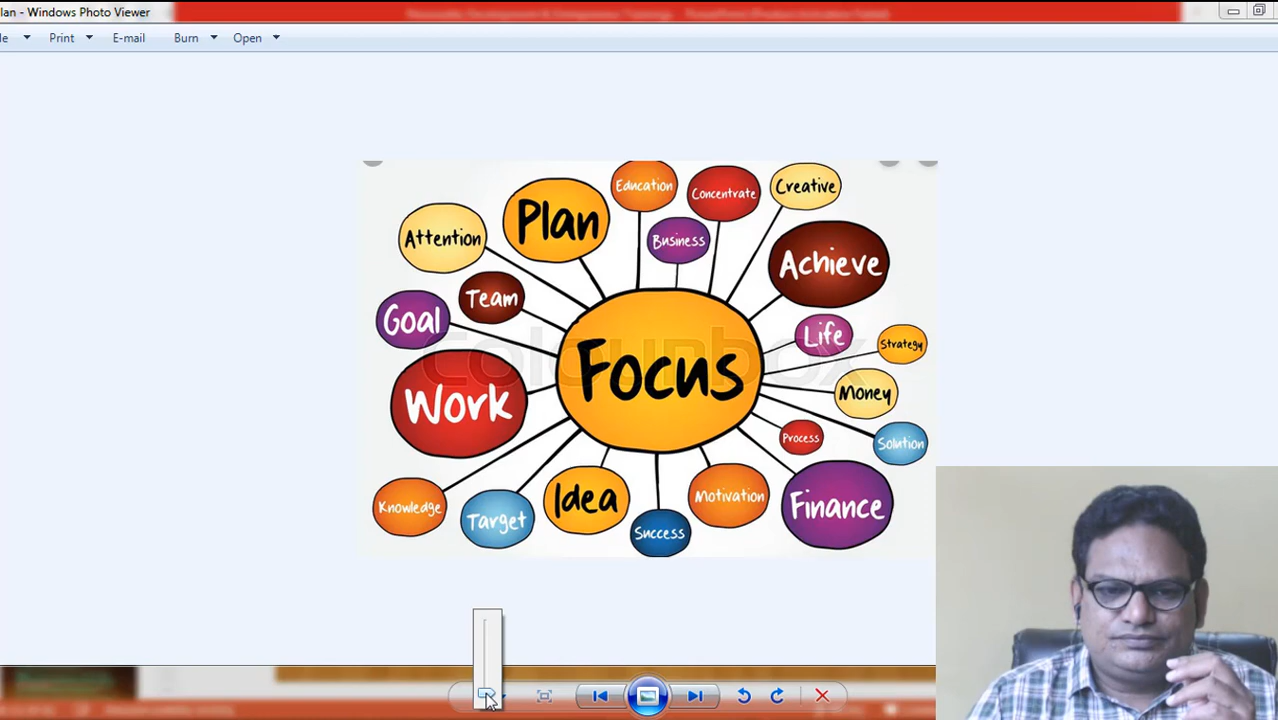 lan - Windows Photo Viewer
Print
E-mail
Burn
Open
Education
Concentrate
Creative
Plan
Attention
Business
Achieve
Team
Goal
Life
Strategy
Focus
Colourbox
Work
Money
Process
Solution
Knowledge
Target
Idea
Motivation
Finance
Success